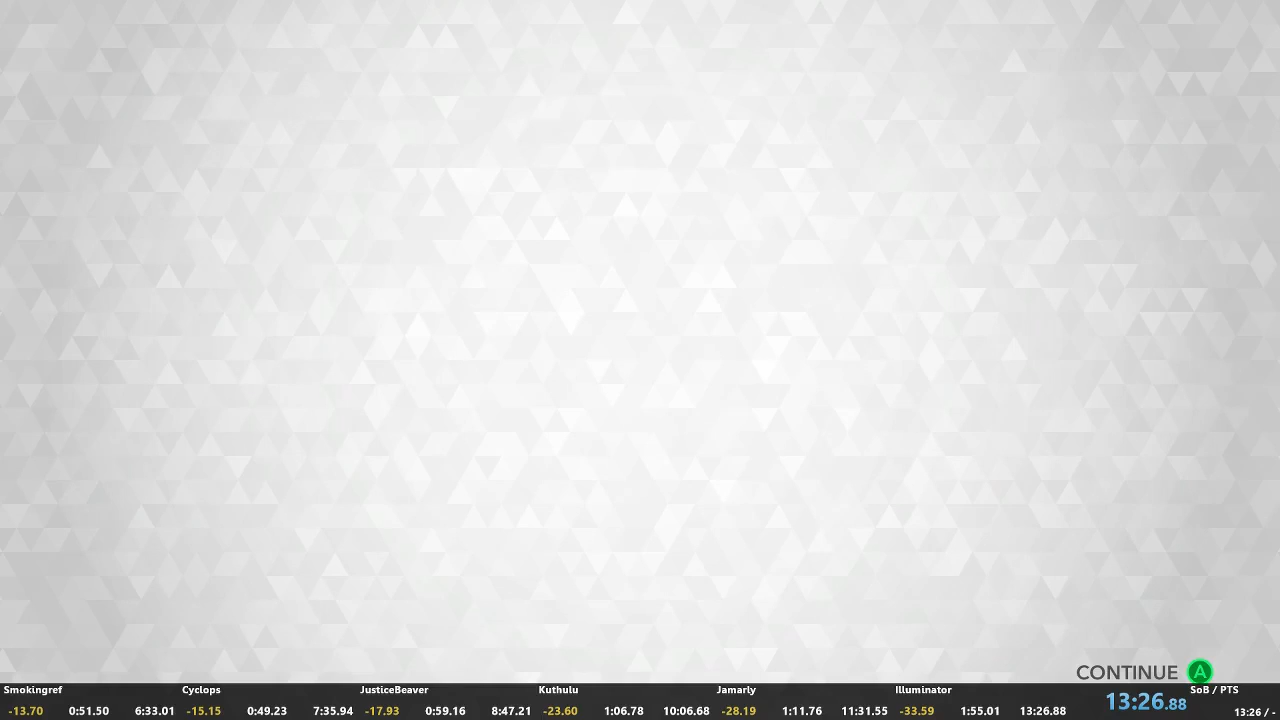 CONTINUE A
Smokingref Cyclops JusticeBeaver Kuthulu Jamarly Illuminator 13:26.88 SoB / PTS
-13.70 0:51.50 6:33.01 -15.15 0:49.23 7:35.94 -17.93 0:59.16 8:47.21 -23.60 1:06.78 10:06.68 -28.19 1:11.76 11:31.55 -33.59 1:55.01 13:26.88 13:26 / -